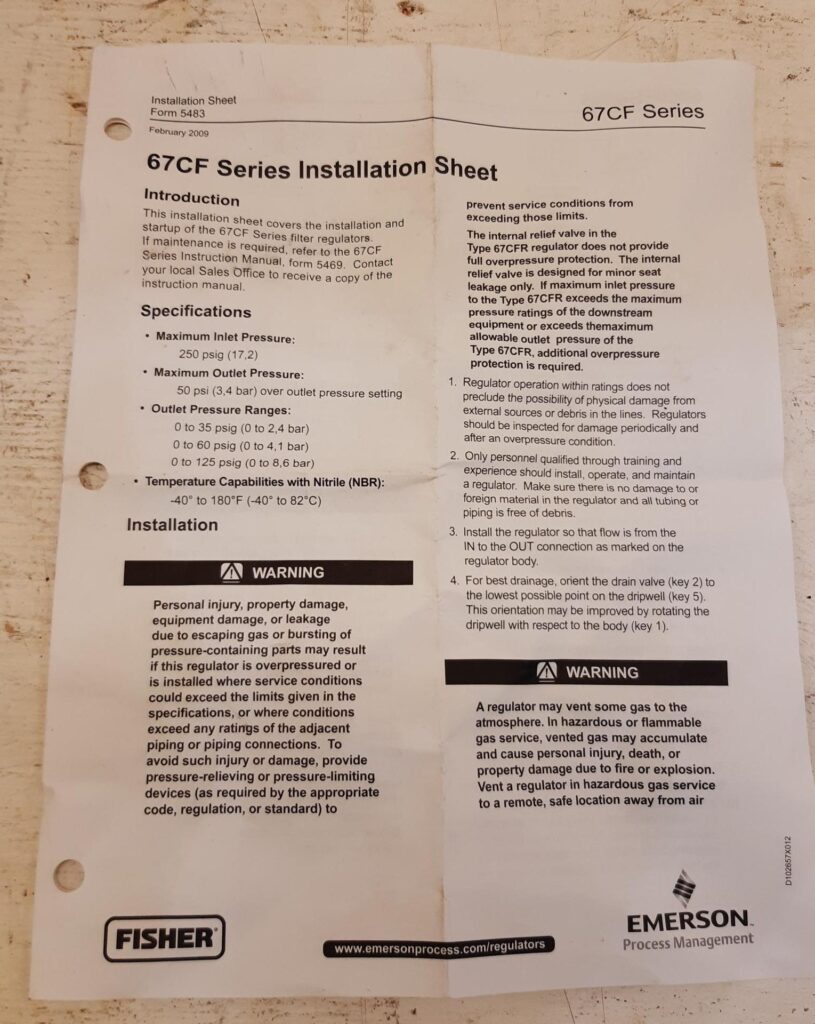 Installation Sheet
Form 5483
67CF Series
February 2009
67CF Series Installation Sheet
Introduction
This installation sheet covers the installation and
startup of the 67CF Series filter regulators.
If maintenance is required, refer to the 67CF
Series Instruction Manual, form 5469. Contact
your local Sales Office to receive a copy of the
instruction manual.
Specifications
• Maximum Inlet Pressure:
250 psig (17,2)
• Maximum Outlet Pressure:
50 psi (3,4 bar) over outlet pressure setting
• Outlet Pressure Ranges:
0 to 35 psig (0 to 2,4 bar)
0 to 60 psig (0 to 4,1 bar)
0 to 125 psig (0 to 8,6 bar)
• Temperature Capabilities with Nitrile (NBR):
-40° to 180°F (-40° to 82°C)
Installation
WARNING
Personal injury, property damage,
equipment damage, or leakage
due to escaping gas or bursting of
pressure-containing parts may result
if this regulator is overpressured or
is installed where service conditions
could exceed the limits given in the
specifications, or where conditions
exceed any ratings of the adjacent
piping or piping connections. To
avoid such injury or damage, provide
pressure-relieving or pressure-limiting
devices (as required by the appropriate
code, regulation, or standard) to
prevent service conditions from
exceeding those limits.
The internal relief valve in the
Type 67CFR regulator does not provide
full overpressure protection. The internal
relief valve is designed for minor seat
leakage only. If maximum inlet pressure
to the Type 67CFR exceeds the maximum
pressure ratings of the downstream
equipment or exceeds themaximum
allowable outlet pressure of the
Type 67CFR, additional overpressure
protection is required.
1. Regulator operation within ratings does not
preclude the possibility of physical damage from
external sources or debris in the lines. Regulators
should be inspected for damage periodically and
after an overpressure condition.
2. Only personnel qualified through training and
experience should install, operate, and maintain
a regulator. Make sure there is no damage to or
foreign material in the regulator and all tubing or
piping is free of debris.
3. Install the regulator so that flow is from the
IN to the OUT connection as marked on the
regulator body.
4. For best drainage, orient the drain valve (key 2) to
the lowest possible point on the dripwell (key 5).
This orientation may be improved by rotating the
dripwell with respect to the body (key 1).
WARNING
A regulator may vent some gas to the
atmosphere. In hazardous or flammable
gas service, vented gas may accumulate
and cause personal injury, death, or
property damage due to fire or explosion.
Vent a regulator in hazardous gas service
to a remote, safe location away from air
D102657X012
FISHER®
www.emersonprocess.com/regulators
EMERSON™
Process Management